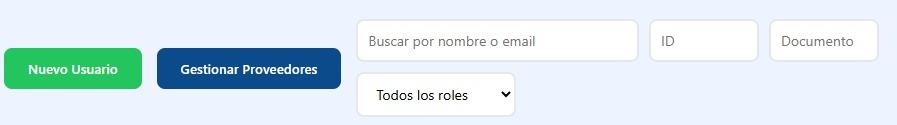 Nuevo Usuario
Gestionar Proveedores
Buscar por nombre o email
ID
Documento
Todos los roles